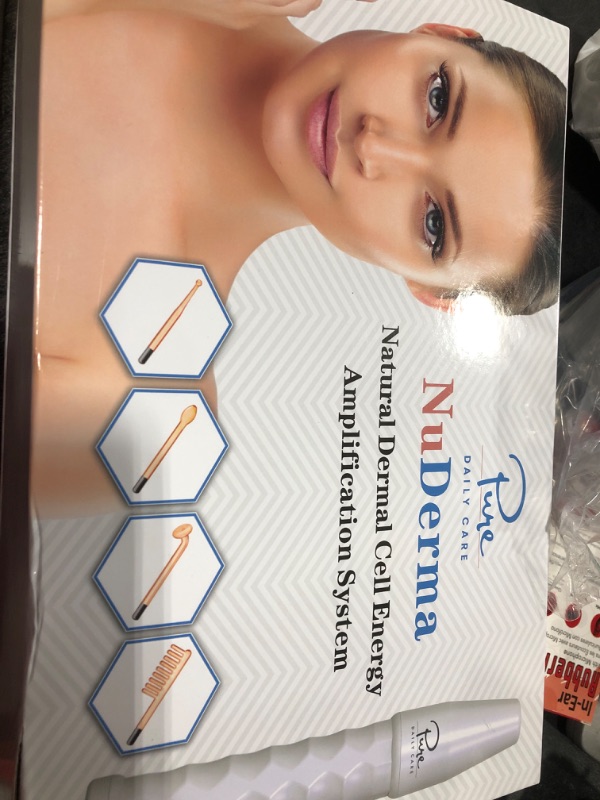 Pure
DAILY CARE
NuDerma
Natural Dermal Cell Energy
Amplification System
Pure
DAILY CARE
In-Ear